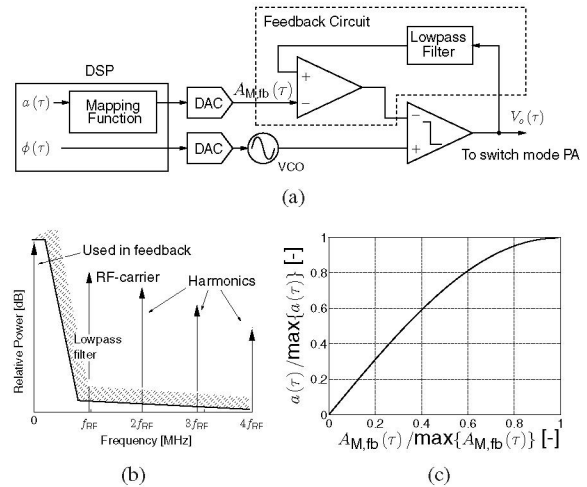 Feedback Circuit
Lowpass
Filter
DSP
a(τ)
Mapping
Function
DAC
A_M,fb(τ)
+
−
−
+
V_o(τ)
ϕ(τ)
DAC
VCO
To switch mode PA
(a)
Used in feedback
RF-carrier
Harmonics
Lowpass
filter
Relative Power [dB]
0 f_RF 2f_RF 3f_RF 4f_RF
Frequency [MHz]
(b)
1
0.8
0.6
0.4
0.2
0
a(τ)/max{a(τ)} [-]
0 0.2 0.4 0.6 0.8 1
A_M,fb(τ)/max{A_M,fb(τ)} [-]
(c)